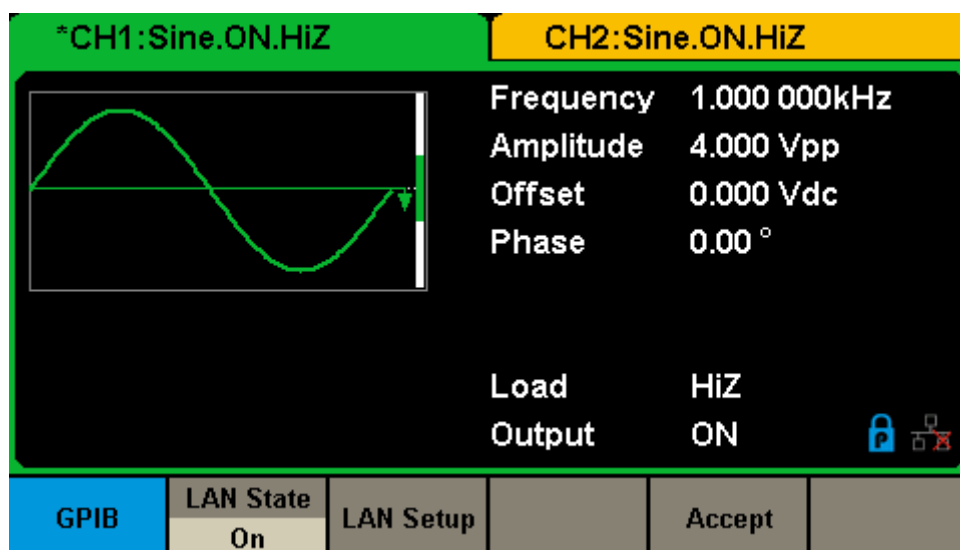 *CH1:Sine.ON.HiZ
CH2:Sine.ON.HiZ
Frequency 1.000 000kHz
Amplitude 4.000 Vpp
Offset 0.000 Vdc
Phase 0.00 °
Load HiZ
Output ON
P
GPIB
LAN State
On
LAN Setup
Accept